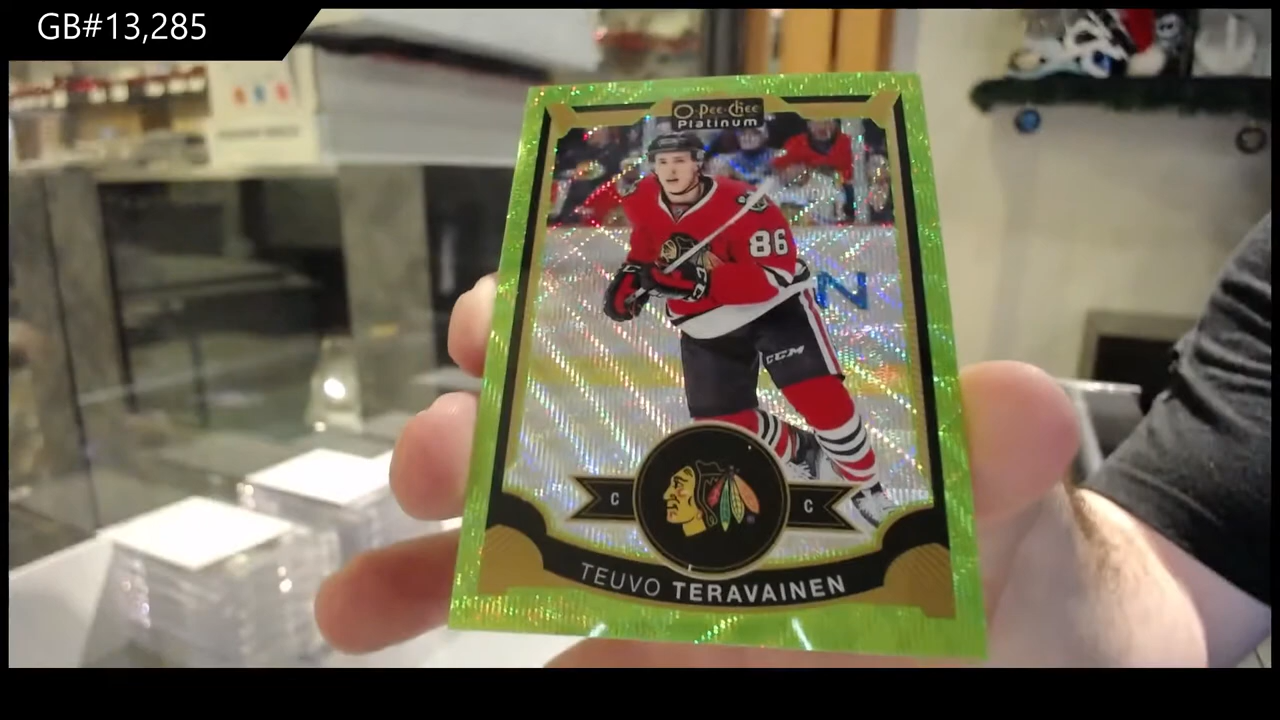 GB#13,285
O-Pee-Chee
Platinum
86
N
CCM
C C
TEUVO TERAVAINEN